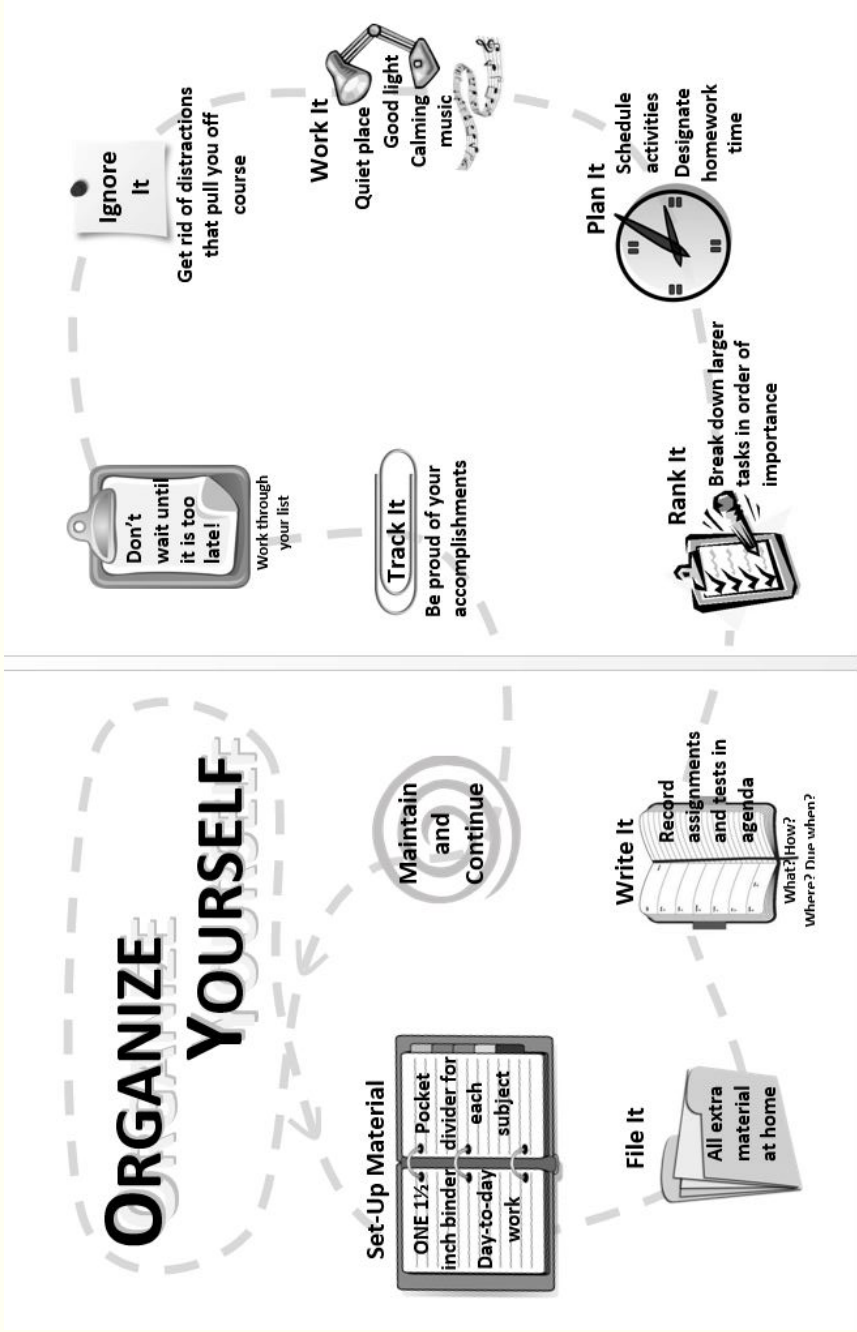 ORGANIZE
YOURSELF
Set-Up Material
ONE 1½
inch binder
Day-to-day
work
Pocket
divider for
each
subject
File It
All extra
material
at home
Write It
Record
assignments
and tests in
agenda
What? How?
Where? Due when?
Rank It
Break down larger
tasks in order of
importance
Plan It
Schedule
activities
Designate
homework
time
Work It
Quiet place
Good light
Calming
music
Ignore
It
Get rid of distractions
that pull you off
course
Don't
wait until
it is too
late!
Work through
your list
Track It
Be proud of your
accomplishments
Maintain
and
Continue